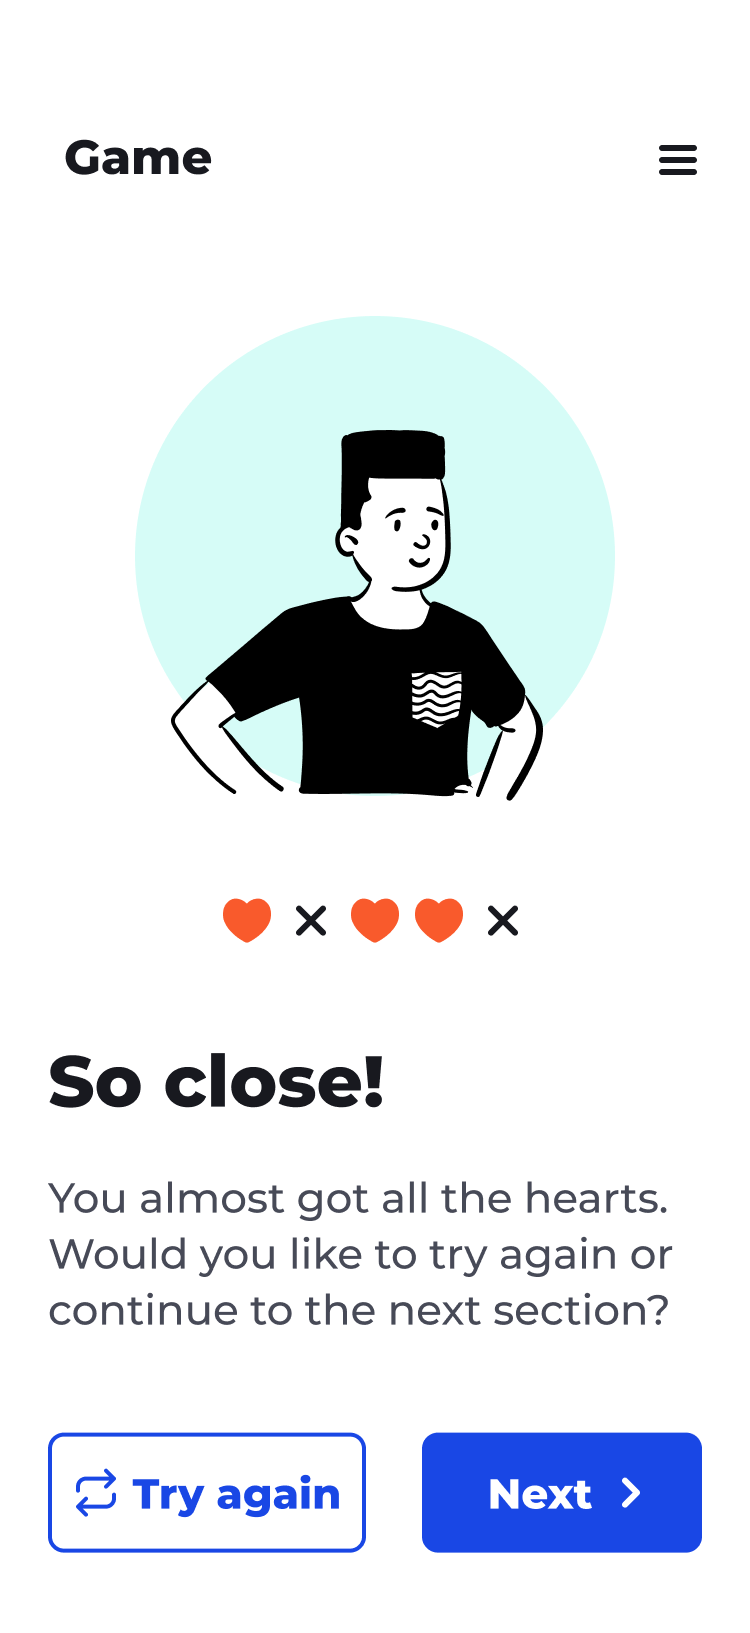 Game
So close!
You almost got all the hearts.
Would you like to try again or
continue to the next section?
Try again
Next